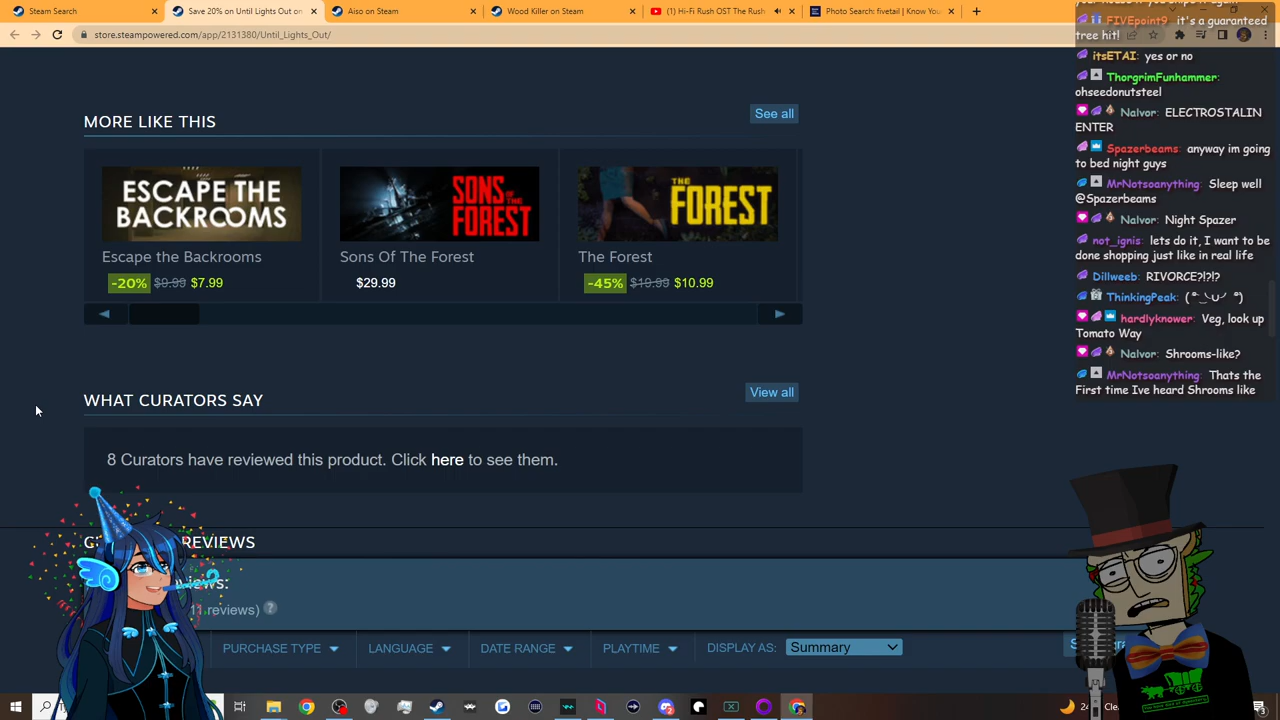 Steam Search
Save 20% on Until Lights Out on
Aiso on Steam
Wood Killer on Steam
(1) Hi-Fi Rush OST The Rush
Photo Search: fivetail | Know You
store.steampowered.com/app/2131380/Until_Lights_Out/
MORE LIKE THIS
See all
ESCAPE THE
BACKROOMS
SONS OF THE
FOREST
THE
FOREST
Escape the Backrooms
Sons Of The Forest
The Forest
-20% $9.99 $7.99
$29.99
-45% $19.99 $10.99
WHAT CURATORS SAY
View all
8 Curators have reviewed this product. Click here to see them.
REVIEWS
iews:
11 reviews) ?
PURCHASE TYPE
LANGUAGE
DATE RANGE
PLAYTIME
DISPLAY AS:
Summary
FIVEpoint9: it's a guaranteed
tree hit!
itsETAI: yes or no
ThorgrimFunhammer:
ohseedonutsteel
Nalvor: ELECTROSTALIN
ENTER
Spazerbeams: anyway im going
to bed night guys
MrNotsoanything: Sleep well
@Spazerbeams
Nalvor: Night Spazer
not_ignis: lets do it, I want to be
done shopping just like in real life
Dillweeb: RIVORCE?!?!?
ThinkingPeak: ( ͡° ͜ʖ ͡°)
hardlyknower: Veg, look up
Tomato Way
Nalvor: Shrooms-like?
MrNotsoanything: Thats the
First time Ive heard Shrooms like